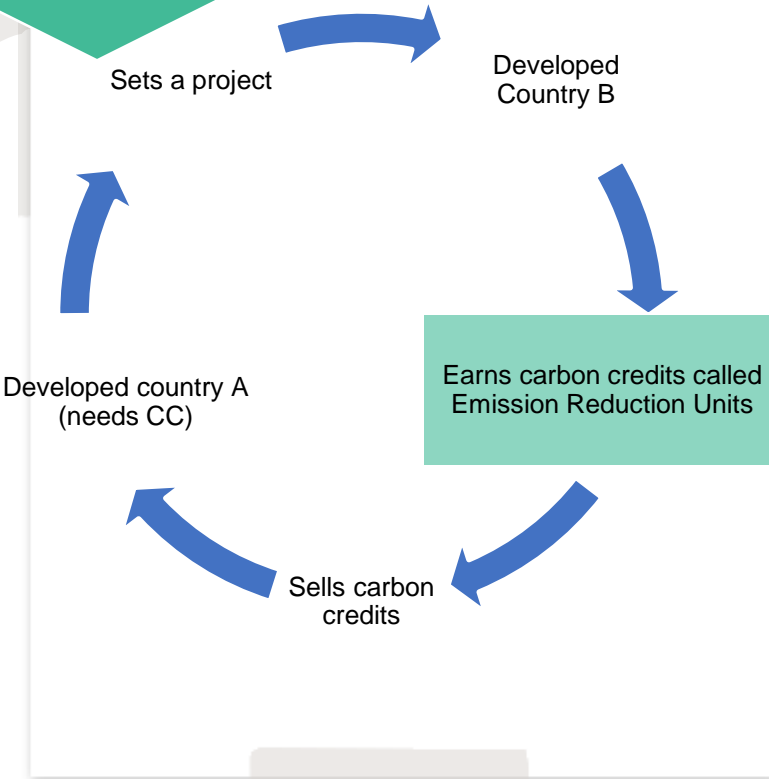 Sets a project
Developed
Country B
Earns carbon credits called
Emission Reduction Units
Sells carbon
credits
Developed country A
(needs CC)